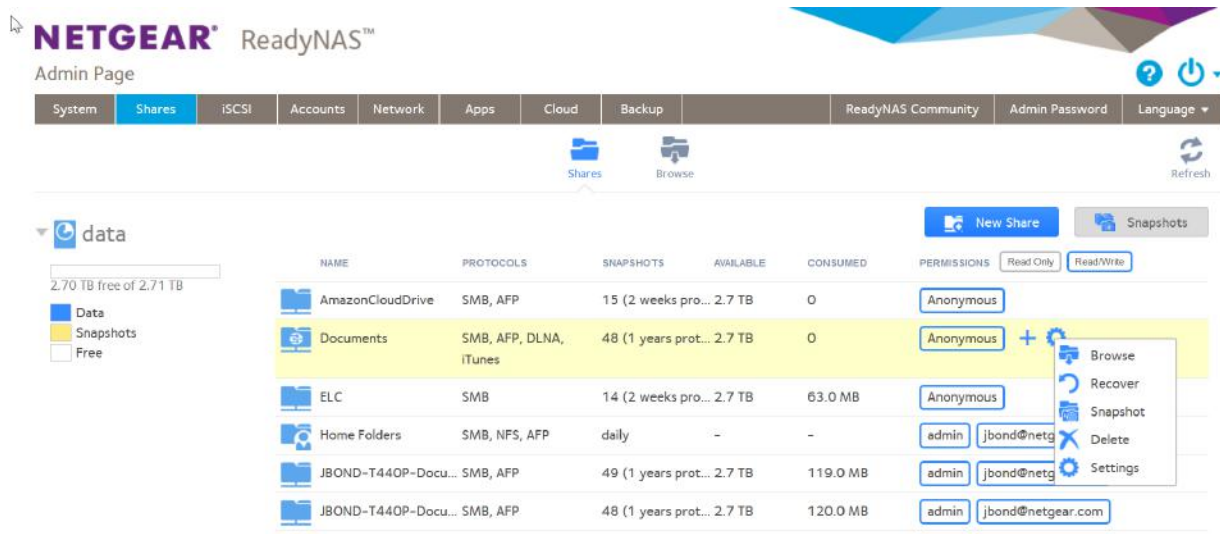 NETGEAR® ReadyNAS™
Admin Page
System Shares iSCSI Accounts Network Apps Cloud Backup ReadyNAS Community Admin Password Language
Shares Browse Refresh
data
New Share Snapshots
2.70 TB free of 2.71 TB
Data
Snapshots
Free
NAME PROTOCOLS SNAPSHOTS AVAILABLE CONSUMED PERMISSIONS Read Only Read/Write
AmazonCloudDrive SMB, AFP 15 (2 weeks pro... 2.7 TB 0 Anonymous
Documents SMB, AFP, DLNA, 48 (1 years prot... 2.7 TB 0 Anonymous
iTunes
Browse
Recover
Snapshot
Delete
Settings
ELC SMB 14 (2 weeks pro... 2.7 TB 63.0 MB Anonymous
Home Folders SMB, NFS, AFP daily - - admin jbond@netg
JBOND-T440P-Docu... SMB, AFP 49 (1 years prot... 2.7 TB 119.0 MB admin jbond@netg
JBOND-T440P-Docu... SMB, AFP 48 (1 years prot... 2.7 TB 120.0 MB admin jbond@netgear.com